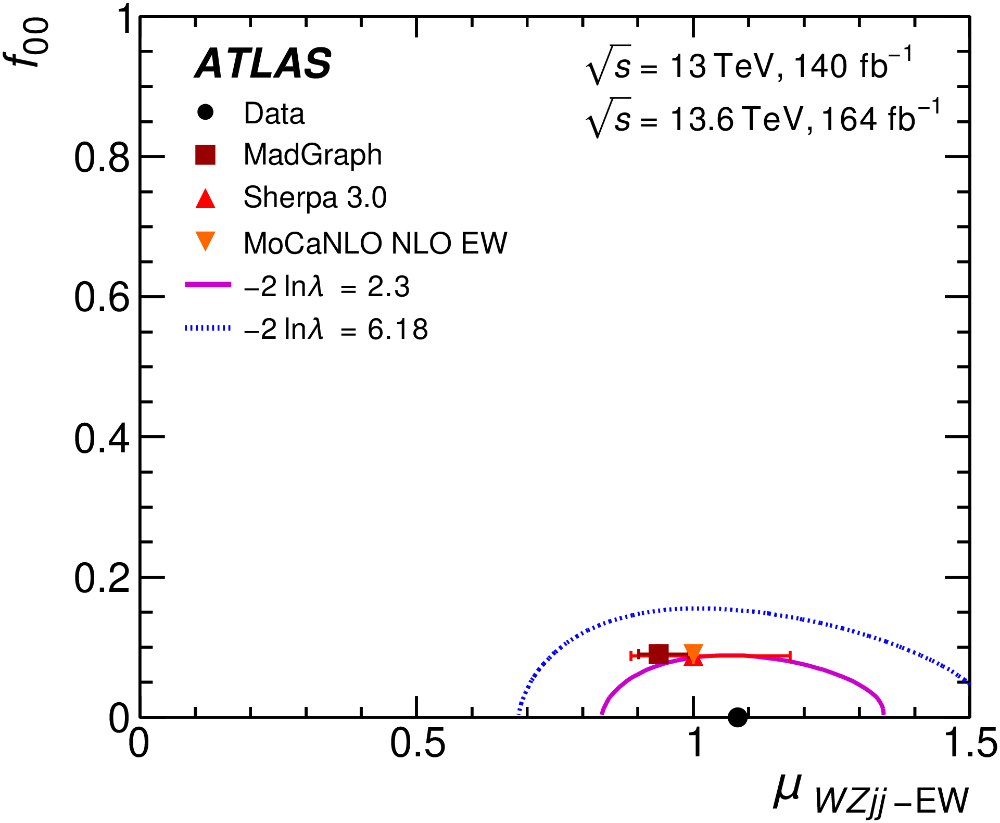 f00
1
ATLAS
√s = 13 TeV, 140 fb−1
√s = 13.6 TeV, 164 fb−1
Data
MadGraph
Sherpa 3.0
MoCaNLO NLO EW
−2 lnλ = 2.3
−2 lnλ = 6.18
0.8
0.6
0.4
0.2
0
0 0.5 1 1.5
μ WZjj−EW